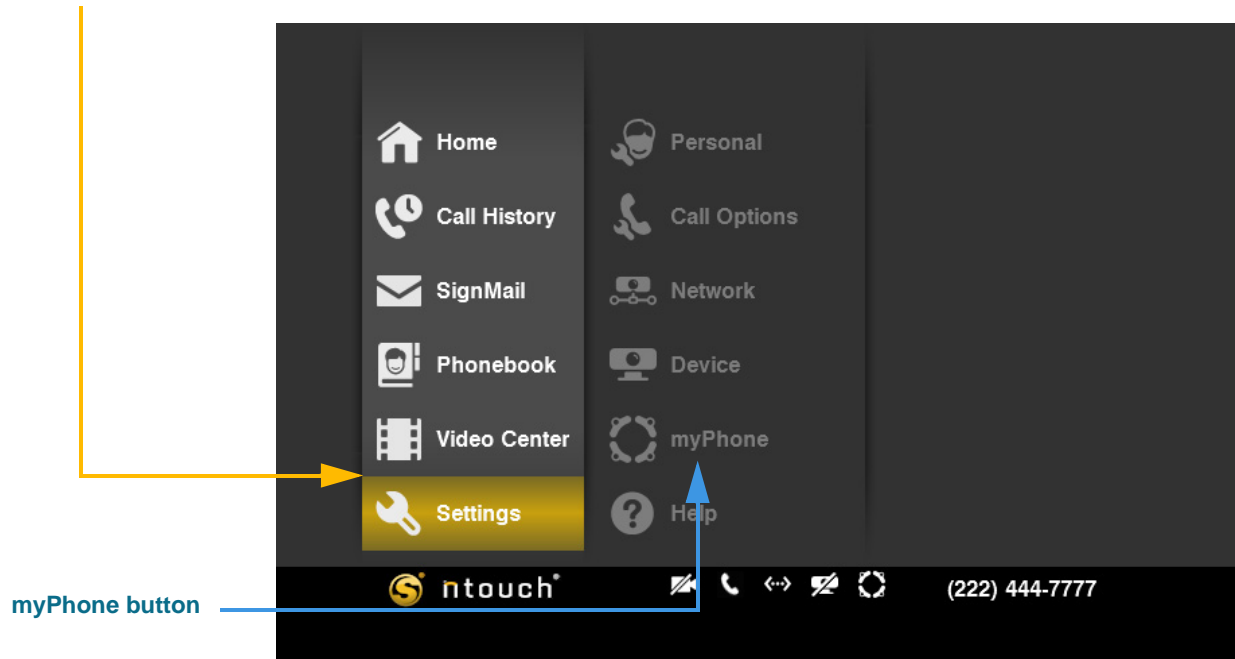 Home
Call History
SignMail
Phonebook
Video Center
Settings
Personal
Call Options
Network
Device
myPhone
Help
S ntouch®
(222) 444-7777
myPhone button